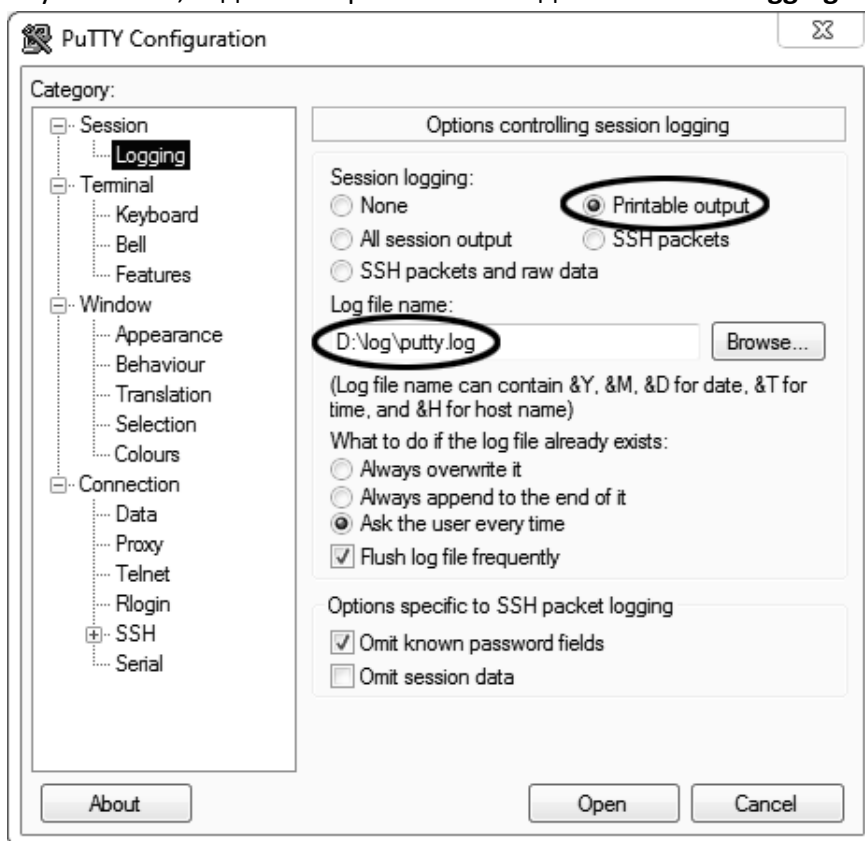 gging
PuTTY Configuration
Category:
Session
Logging
Terminal
Keyboard
Bell
Features
Window
Appearance
Behaviour
Translation
Selection
Colours
Connection
Data
Proxy
Telnet
Rlogin
SSH
Serial
Options controlling session logging
Session logging:
None
Printable output
All session output
SSH packets
SSH packets and raw data
Log file name:
D:\log\putty.log
Browse...
(Log file name can contain &Y, &M, &D for date, &T for
time, and &H for host name)
What to do if the log file already exists:
Always overwrite it
Always append to the end of it
Ask the user every time
Flush log file frequently
Options specific to SSH packet logging
Omit known password fields
Omit session data
About
Open
Cancel